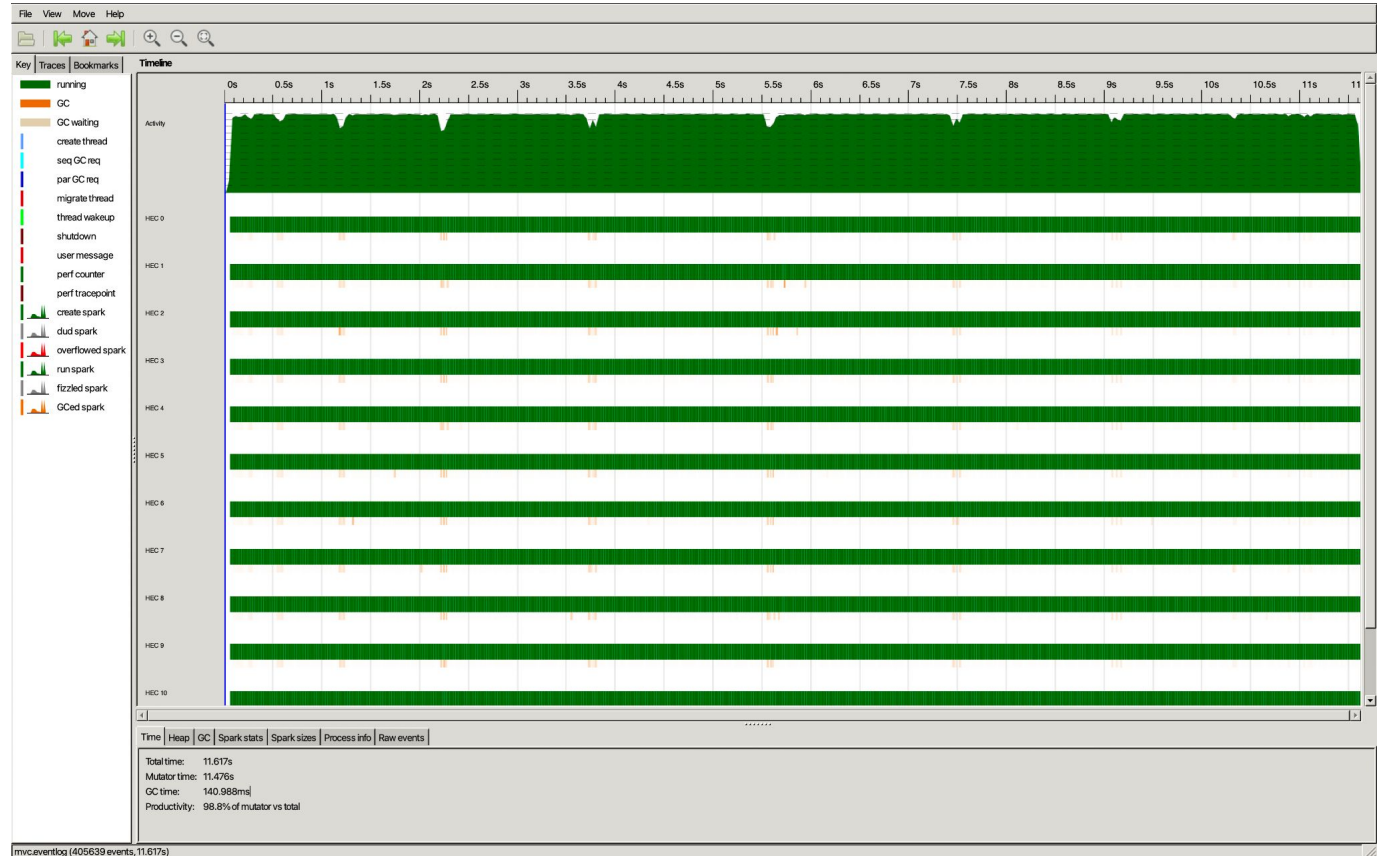 File View Move Help
Key Traces Bookmarks
running
GC
GC waiting
create thread
seq GC req
par GC req
migrate thread
thread wakeup
shutdown
user message
perf counter
perf tracepoint
create spark
dud spark
overflowed spark
run spark
fizzled spark
GCed spark
Timeline
0s 0.5s 1s 1.5s 2s 2.5s 3s 3.5s 4s 4.5s 5s 5.5s 6s 6.5s 7s 7.5s 8s 8.5s 9s 9.5s 10s 10.5s 11s 11
Activity
HEC 0
HEC 1
HEC 2
HEC 3
HEC 4
HEC 5
HEC 6
HEC 7
HEC 8
HEC 9
HEC 10
Time Heap GC Spark stats Spark sizes Process info Raw events
Total time: 11.617s
Mutator time: 11.476s
GC time: 140.988ms
Productivity: 98.8% of mutator vs total
mvc.eventlog (405639 events, 11.617s)